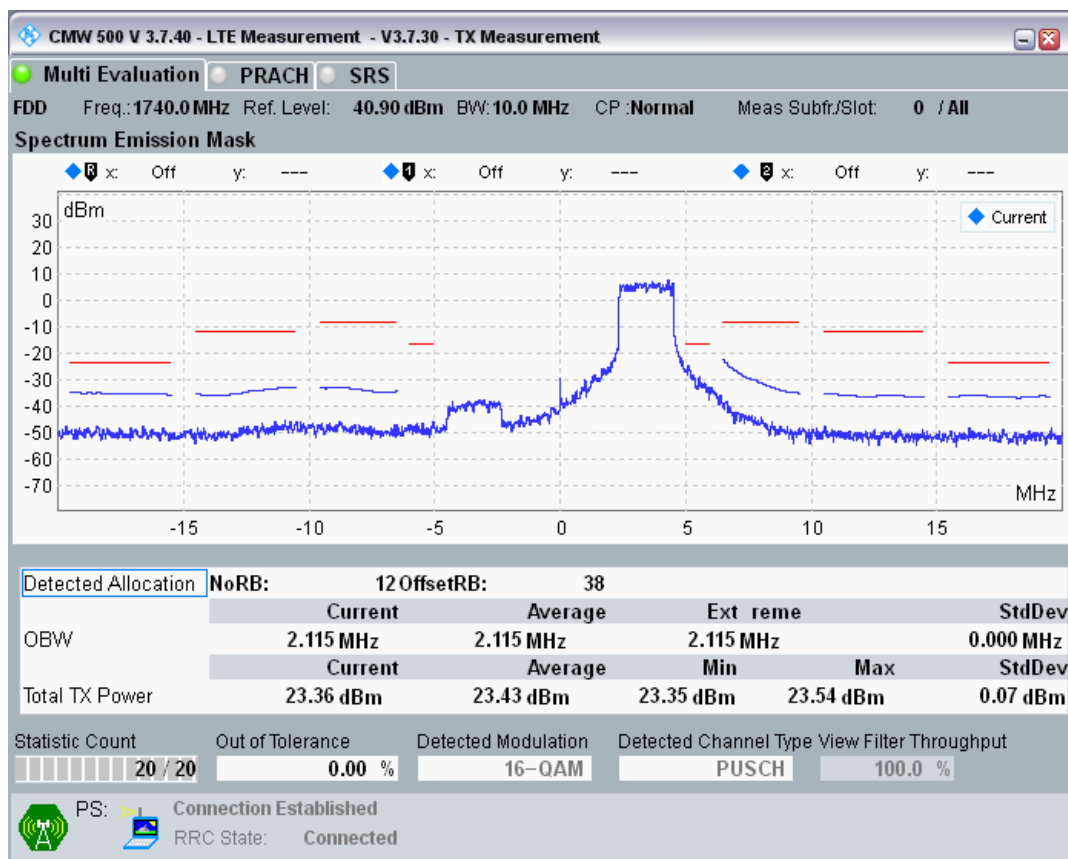 CMW 500 V 3.7.40 - LTE Measurement - V3.7.30 - TX Measurement
Multi Evaluation PRACH SRS
FDD Freq.: 1740.0 MHz Ref. Level: 40.90 dBm BW: 10.0 MHz CP :Normal Meas Subfr./Slot: 0 / All
Spectrum Emission Mask
R x: Off y: --- 1 x: Off y: --- 2 x: Off y: ---
dBm
Current
30
20
10
0
-10
-20
-30
-40
-50
-60
-70
MHz
-15 -10 -5 0 5 10 15
Detected Allocation NoRB: 12 OffsetRB: 38
Current Average Ext reme StdDev
OBW 2.115 MHz 2.115 MHz 2.115 MHz 0.000 MHz
Current Average Min Max StdDev
Total TX Power 23.36 dBm 23.43 dBm 23.35 dBm 23.54 dBm 0.07 dBm
Statistic Count Out of Tolerance Detected Modulation Detected Channel Type View Filter Throughput
20 / 20 0.00 % 16-QAM PUSCH 100.0 %
PS: Connection Established
RRC State: Connected